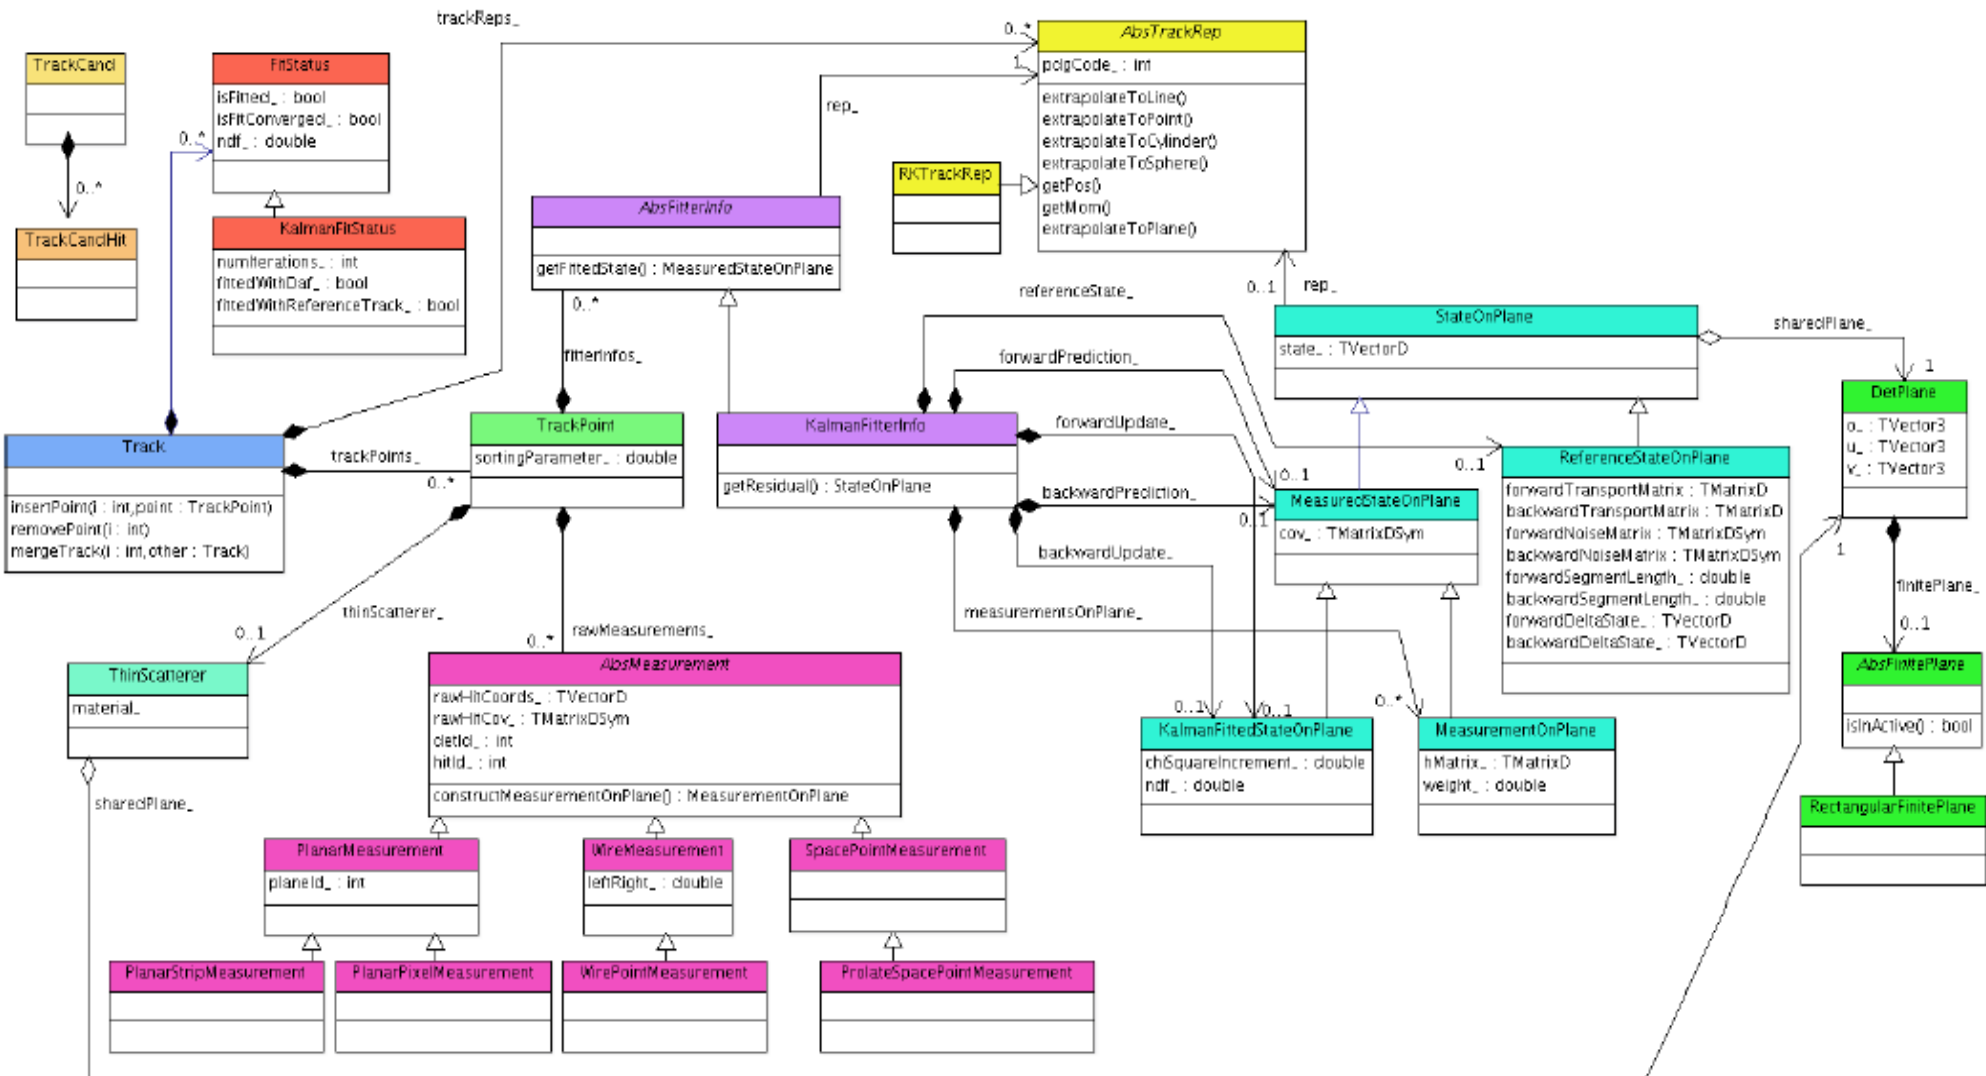 trackReps_
0..*
AbsTrackRep
pdgCode_ : int
extrapolateToLine()
extrapolateToPoint()
extrapolateToCylinder()
extrapolateToSphere()
getPos()
getMom()
extrapolateToPlane()
1
rep_
TrackCand
0..*
TrackCandHit
FitStatus
isFitted_ : bool
isFitConverged_ : bool
ndf_ : double
0..*
KalmanFitStatus
numIterations_ : int
fittedWithDaf_ : bool
fittedWithReferenceTrack_ : bool
RKTrackRep
AbsFitterInfo
getFittedState() : MeasuredStateOnPlane
0..*
fitterInfos_
referenceState_
0..1
rep_
StateOnPlane
state_ : TVectorD
sharedPlane_
1
DetPlane
o_ : TVector3
u_ : TVector3
v_ : TVector3
forwardPrediction_
Track
insertPoint(i : int,point : TrackPoint)
removePoint(i : int)
mergeTrack(i : int,other : Track)
trackPoints_
0..*
TrackPoint
sortingParameter_ : double
KalmanFitterInfo
getResidual() : StateOnPlane
forwardUpdate_
backwardPrediction_
backwardUpdate_
measurementsOnPlane_
0..1
0..1
0..1
MeasuredStateOnPlane
cov_ : TMatrixDSym
ReferenceStateOnPlane
forwardTransportMatrix : TMatrixD
backwardTransportMatrix : TMatrixD
forwardNoiseMatrix : TMatrixDSym
backwardNoiseMatrix : TMatrixDSym
forwardSegmentLength_ : double
backwardSegmentLength_ : double
forwardDeltaState_ : TVectorD
backwardDeltaState_ : TVectorD
1
finitePlane_
0..1
AbsFinitePlane
isInActive() : bool
RectangularFinitePlane
thinScatterer_
0..1
ThinScatterer
material_
sharedPlane_
0..*
rawMeasurements_
AbsMeasurement
rawHitCoords_ : TVectorD
rawHitCov_ : TMatrixDSym
detId_ : int
hitId_ : int
constructMeasurementOnPlane() : MeasurementOnPlane
0..1
0..1
KalmanFittedStateOnPlane
chiSquareIncrement_ : double
ndf_ : double
0..*
MeasurementOnPlane
hMatrix_ : TMatrixD
weight_ : double
PlanarMeasurement
planeId_ : int
WireMeasurement
leftRight_ : double
SpacePointMeasurement
PlanarStripMeasurement
PlanarPixelMeasurement
WirePointMeasurement
ProlateSpacePointMeasurement